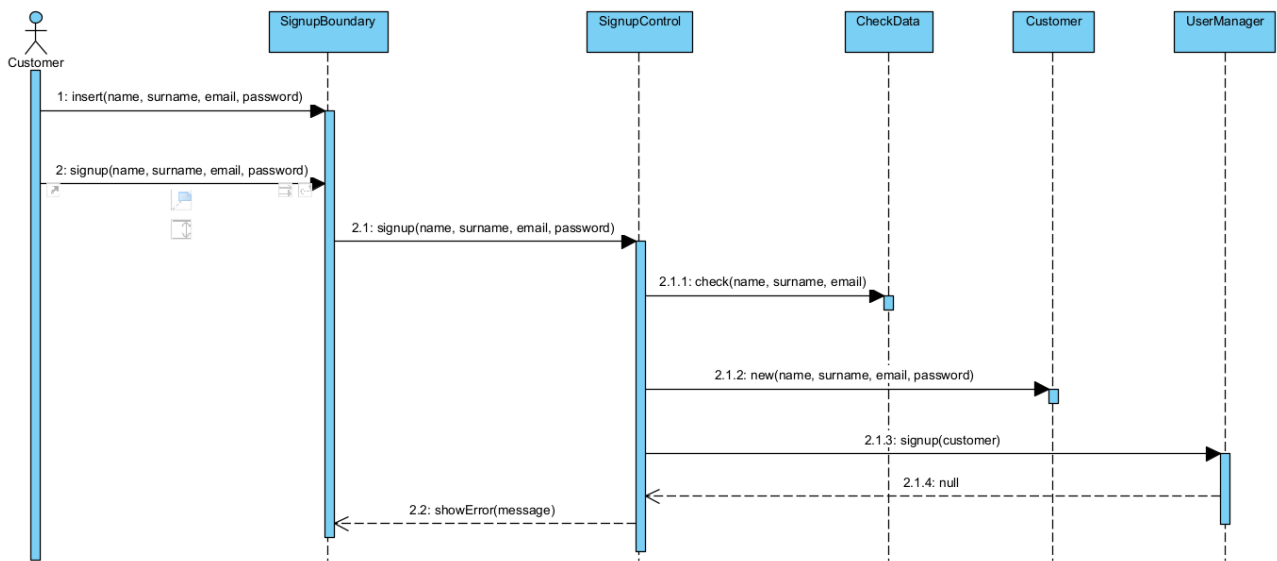 SignupBoundary
SignupControl
CheckData
Customer
UserManager
Customer
1: insert(name, surname, email, password)
2: signup(name, surname, email, password)
2.1: signup(name, surname, email, password)
2.1.1: check(name, surname, email)
2.1.2: new(name, surname, email, password)
2.1.3: signup(customer)
2.1.4: null
2.2: showError(message)